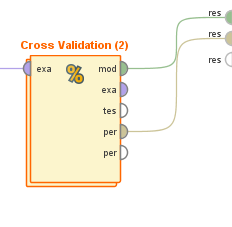 res
res
Cross Validation (2)
res
exa
mod
exa
tes
per
per